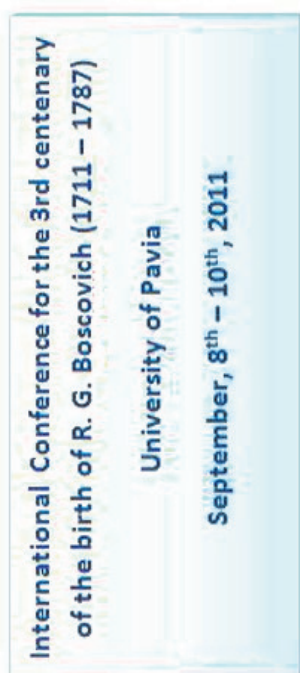 International Conference for the 3rd centenary
of the birth of R. G. Boscovich (1711 – 1787)
University of Pavia
September, 8th – 10th, 2011